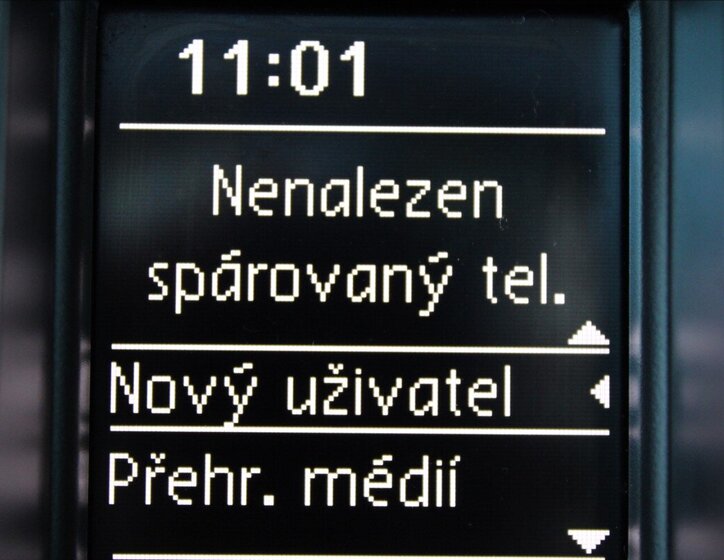 11:01
Nenalezen
spárovaný tel.
Nový uživatel
Přehr. médií